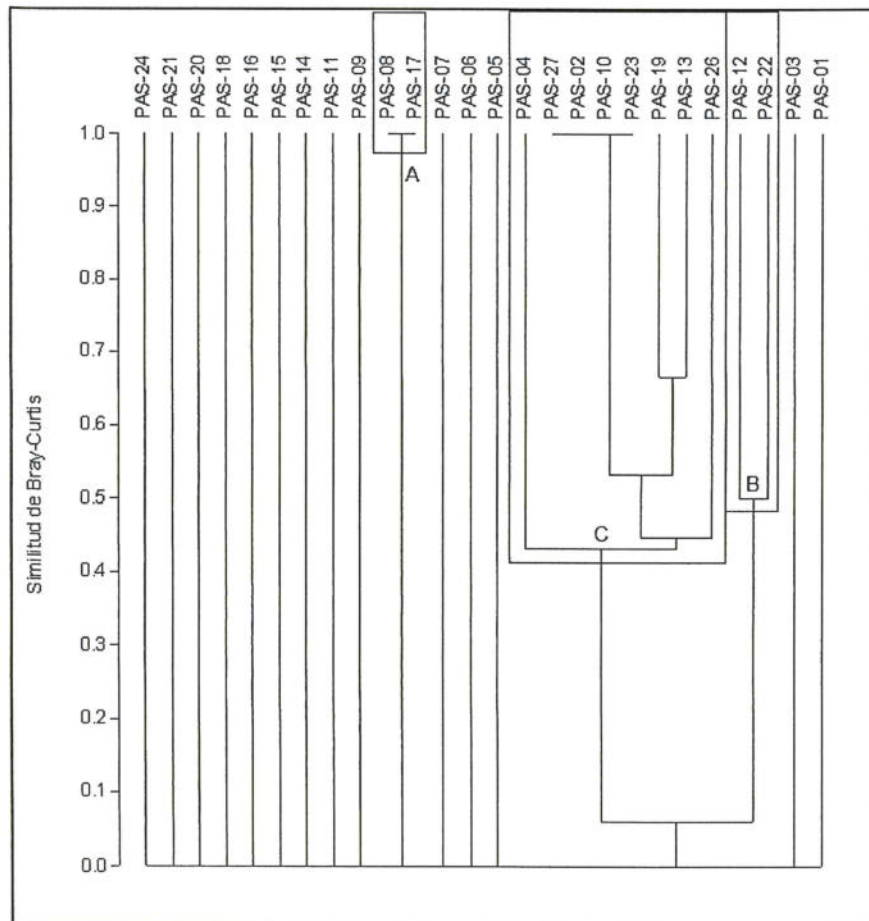 PAS-24
PAS-21
PAS-20
PAS-18
PAS-16
PAS-15
PAS-14
PAS-11
PAS-09
PAS-08
PAS-17
PAS-07
PAS-06
PAS-05
PAS-04
PAS-27
PAS-02
PAS-10
PAS-23
PAS-19
PAS-13
PAS-26
PAS-12
PAS-22
PAS-03
PAS-01
1.0
A
0.9
0.8
0.7
0.6
0.5
B
C
0.4
0.3
0.2
0.1
0.0
Similitud de Bray-Curtis